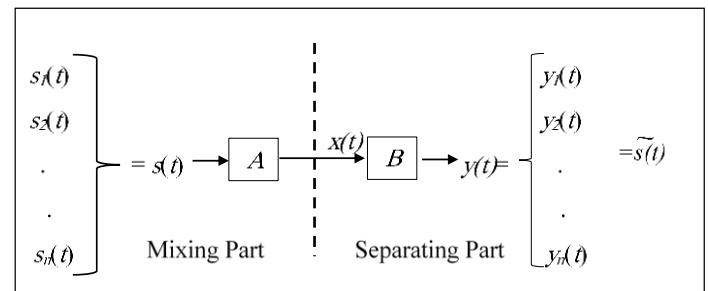 s1(t)
s2(t)
.
.
sn(t)
= s(t)
A
x(t)
B
y(t)=
y1(t)
y2(t)
.
.
yn(t)
=s̃(t)
Mixing Part
Separating Part